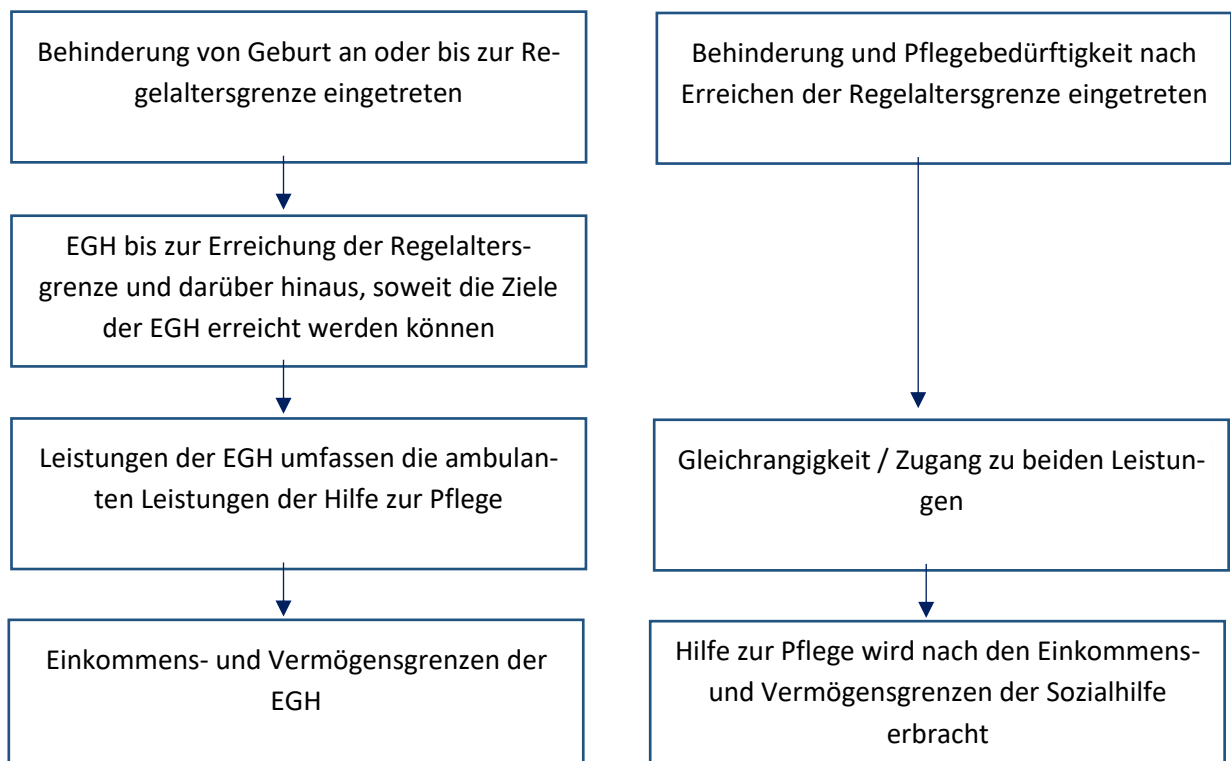 Behinderung von Geburt an oder bis zur Re-
gelaltersgrenze eingetreten
Behinderung und Pflegebedürftigkeit nach
Erreichen der Regelaltersgrenze eingetreten
EGH bis zur Erreichung der Regelalters-
grenze und darüber hinaus, soweit die Ziele
der EGH erreicht werden können
Leistungen der EGH umfassen die ambulan-
ten Leistungen der Hilfe zur Pflege
Gleichrangigkeit / Zugang zu beiden Leistun-
gen
Einkommens- und Vermögensgrenzen der
EGH
Hilfe zur Pflege wird nach den Einkommens-
und Vermögensgrenzen der Sozialhilfe
erbracht